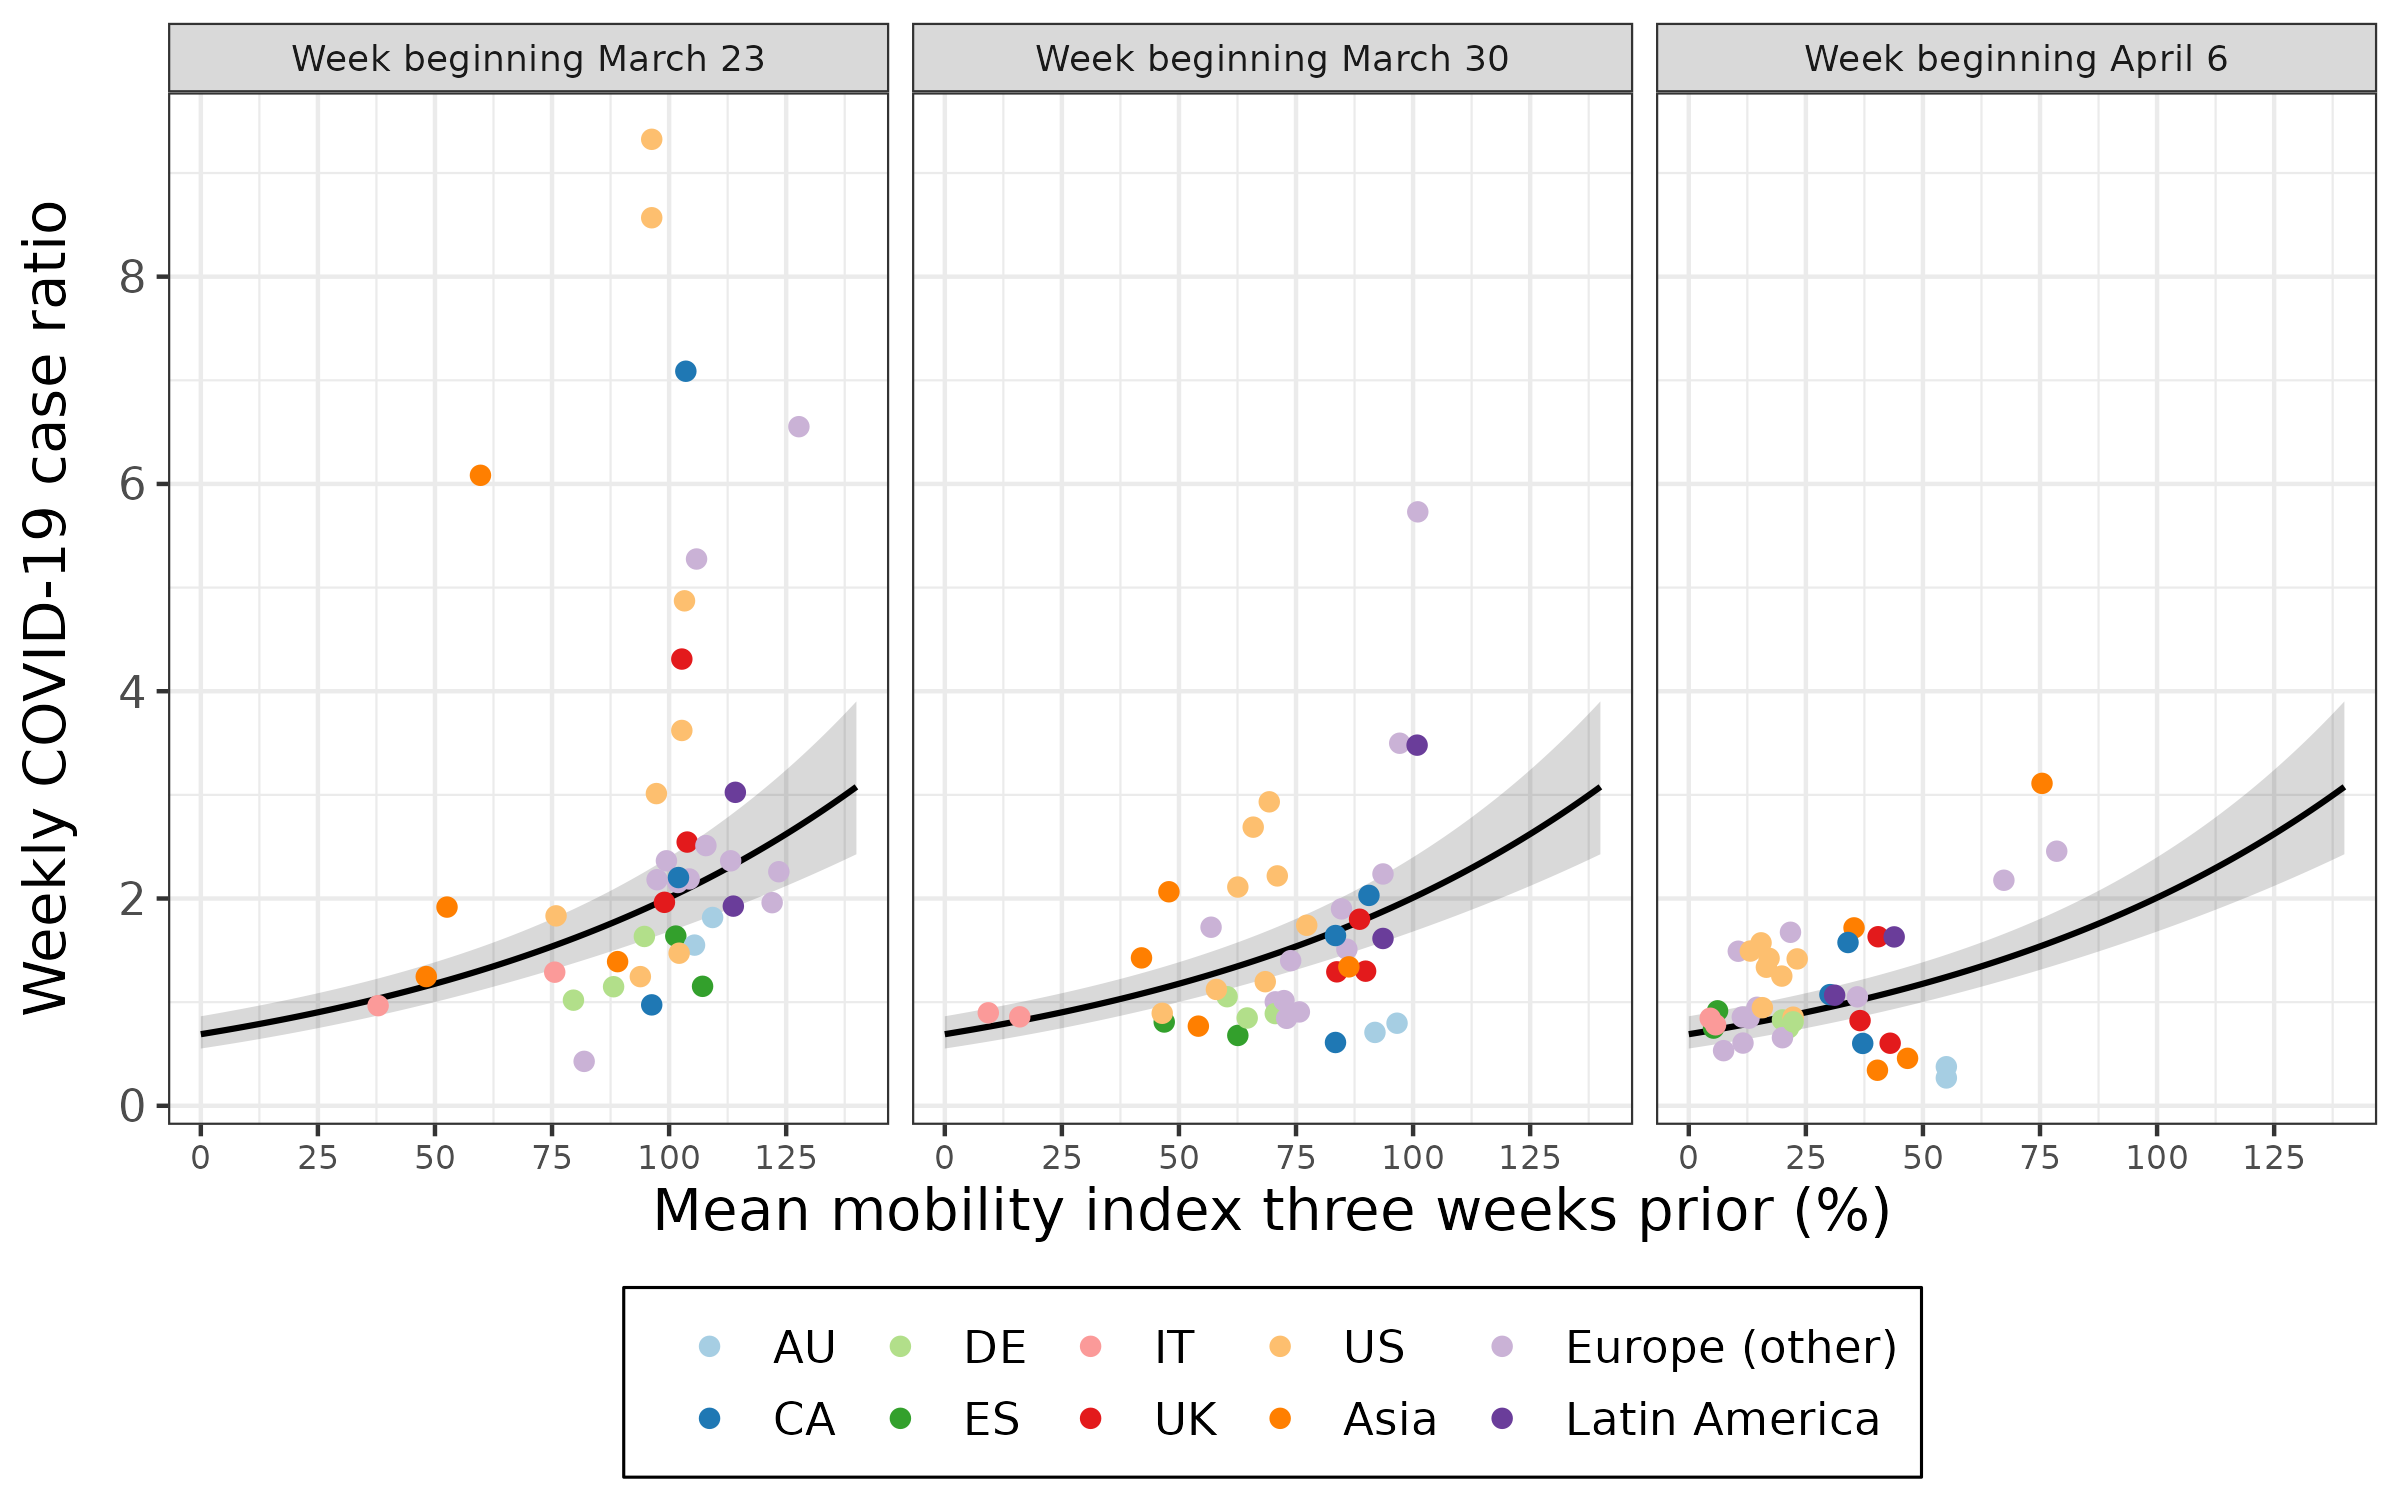 Week beginning March 23
Week beginning March 30
Week beginning April 6
Weekly COVID-19 case ratio
8
6
4
2
0
0 25 50 75 100 125
0 25 50 75 100 125
0 25 50 75 100 125
Mean mobility index three weeks prior (%)
AU DE IT US Europe (other)
CA ES UK Asia Latin America